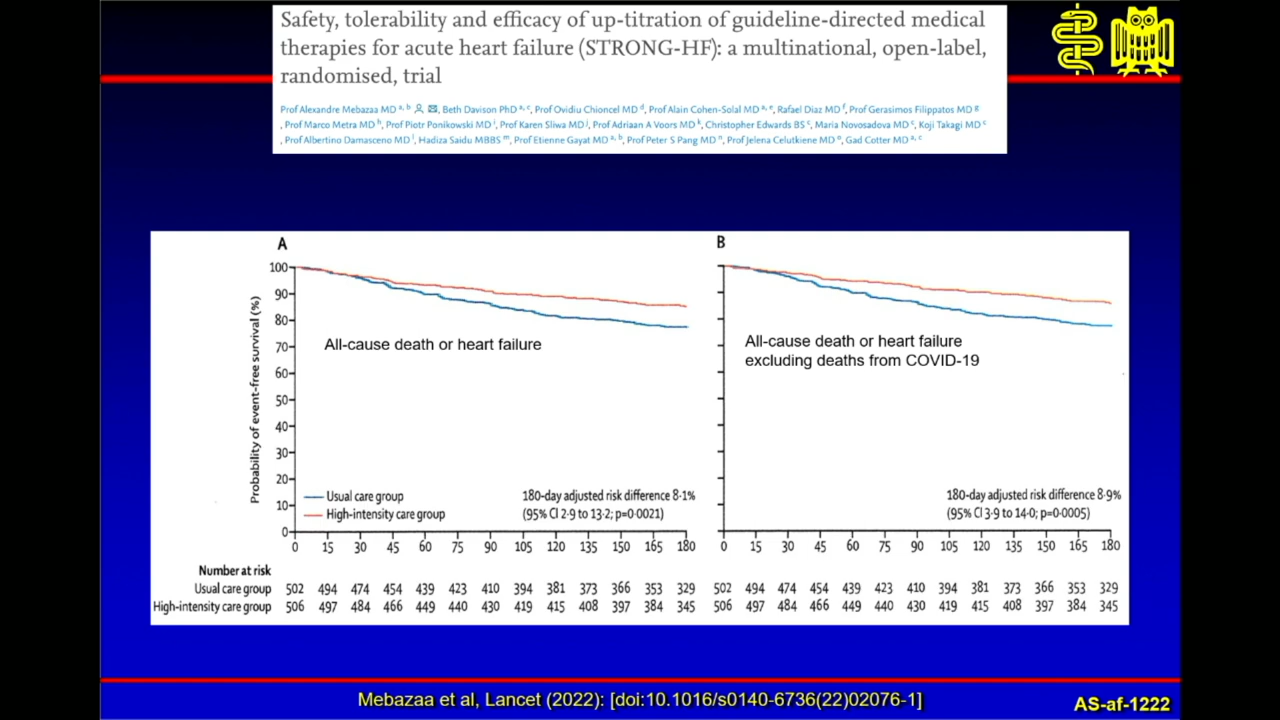 Safety, tolerability and efficacy of up-titration of guideline-directed medical
therapies for acute heart failure (STRONG-HF): a multinational, open-label,
randomised, trial
Prof Alexandre Mebazaa MD a, b, Beth Davison PhD a, c, Prof Ovidiu Chioncel MD d, Prof Alain Cohen-Solal MD a, e, Rafael Diaz MD f, Prof Gerasimos Filippatos MD g
, Prof Marco Metra MD h, Prof Piotr Ponikowski MD i, Prof Karen Sliwa MD j, Prof Adriaan A Voors MD k, Christopher Edwards BS c, Maria Novosadova MD c, Koji Takagi MD c
, Prof Albertino Damasceno MD l, Hadiza Saidu MBBS m, Prof Etienne Gayat MD a, b, Prof Peter S Pang MD n, Prof Jelena Celutkiene MD o, Gad Cotter MD a, c
A
B
Probability of event-free survival (%)
100
90
80
70
60
50
40
30
20
10
0
All-cause death or heart failure
All-cause death or heart failure
excluding deaths from COVID-19
Usual care group
High-intensity care group
180-day adjusted risk difference 8·1%
(95% CI 2·9 to 13·2; p=0·0021)
180-day adjusted risk difference 8·9%
(95% CI 3·9 to 14·0; p=0·0005)
0 15 30 45 60 75 90 105 120 135 150 165 180
0 15 30 45 60 75 90 105 120 135 150 165 180
Number at risk
Usual care group 502 494 474 454 439 423 410 394 381 373 366 353 329 502 494 474 454 439 423 410 394 381 373 366 353 329
High-intensity care group 506 497 484 466 449 440 430 419 415 408 397 384 345 506 497 484 466 449 440 430 419 415 408 397 384 345
Mebazaa et al, Lancet (2022): [doi:10.1016/s0140-6736(22)02076-1]
AS-af-1222